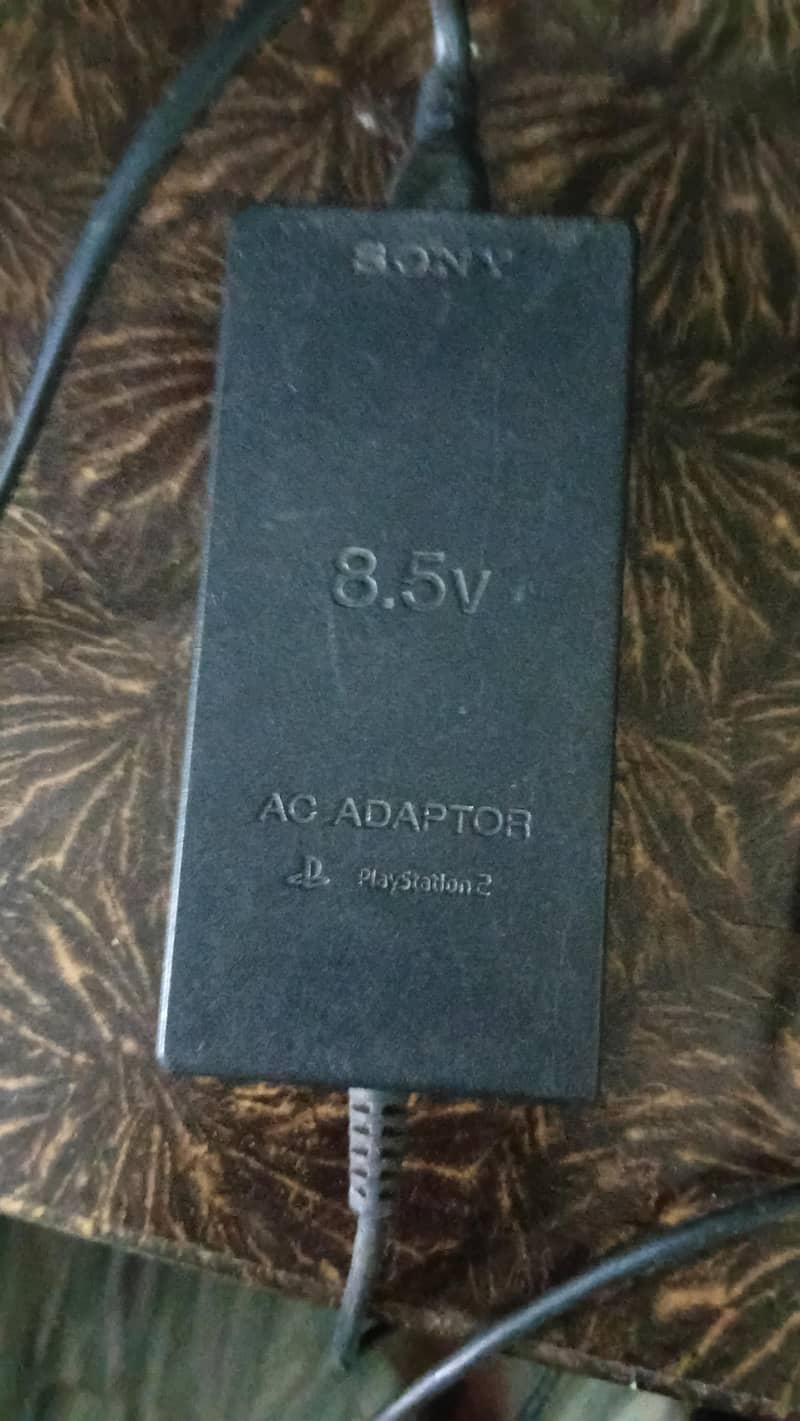 SONY
8.5v
AC ADAPTOR
PlayStation 2